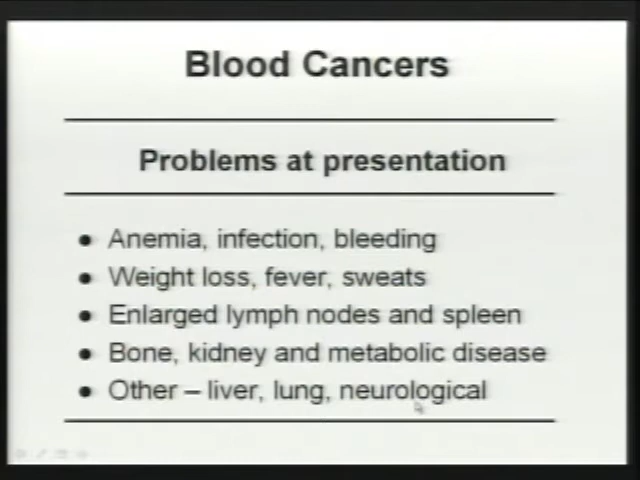 Blood Cancers
Problems at presentation
● Anemia, infection, bleeding
● Weight loss, fever, sweats
● Enlarged lymph nodes and spleen
● Bone, kidney and metabolic disease
● Other – liver, lung, neurological